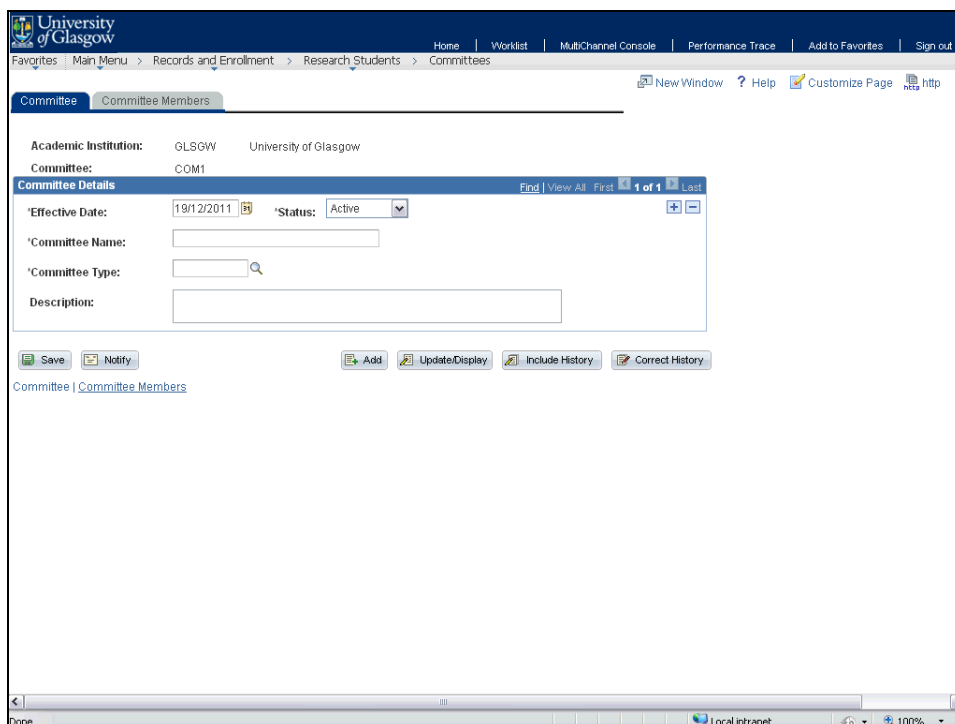 University
of Glasgow
Home | Worklist | MultiChannel Console | Performance Trace | Add to Favorites | Sign out
Favorites Main Menu > Records and Enrollment > Research Students > Committees
New Window ? Help Customize Page http
Committee Committee Members
Academic Institution: GLSGW University of Glasgow
Committee: COM1
Committee Details Find | View All First 1 of 1 Last
*Effective Date: 19/12/2011 *Status: Active
*Committee Name:
*Committee Type:
Description:
Save Notify Add Update/Display Include History Correct History
Committee | Committee Members
Done Local intranet 100%